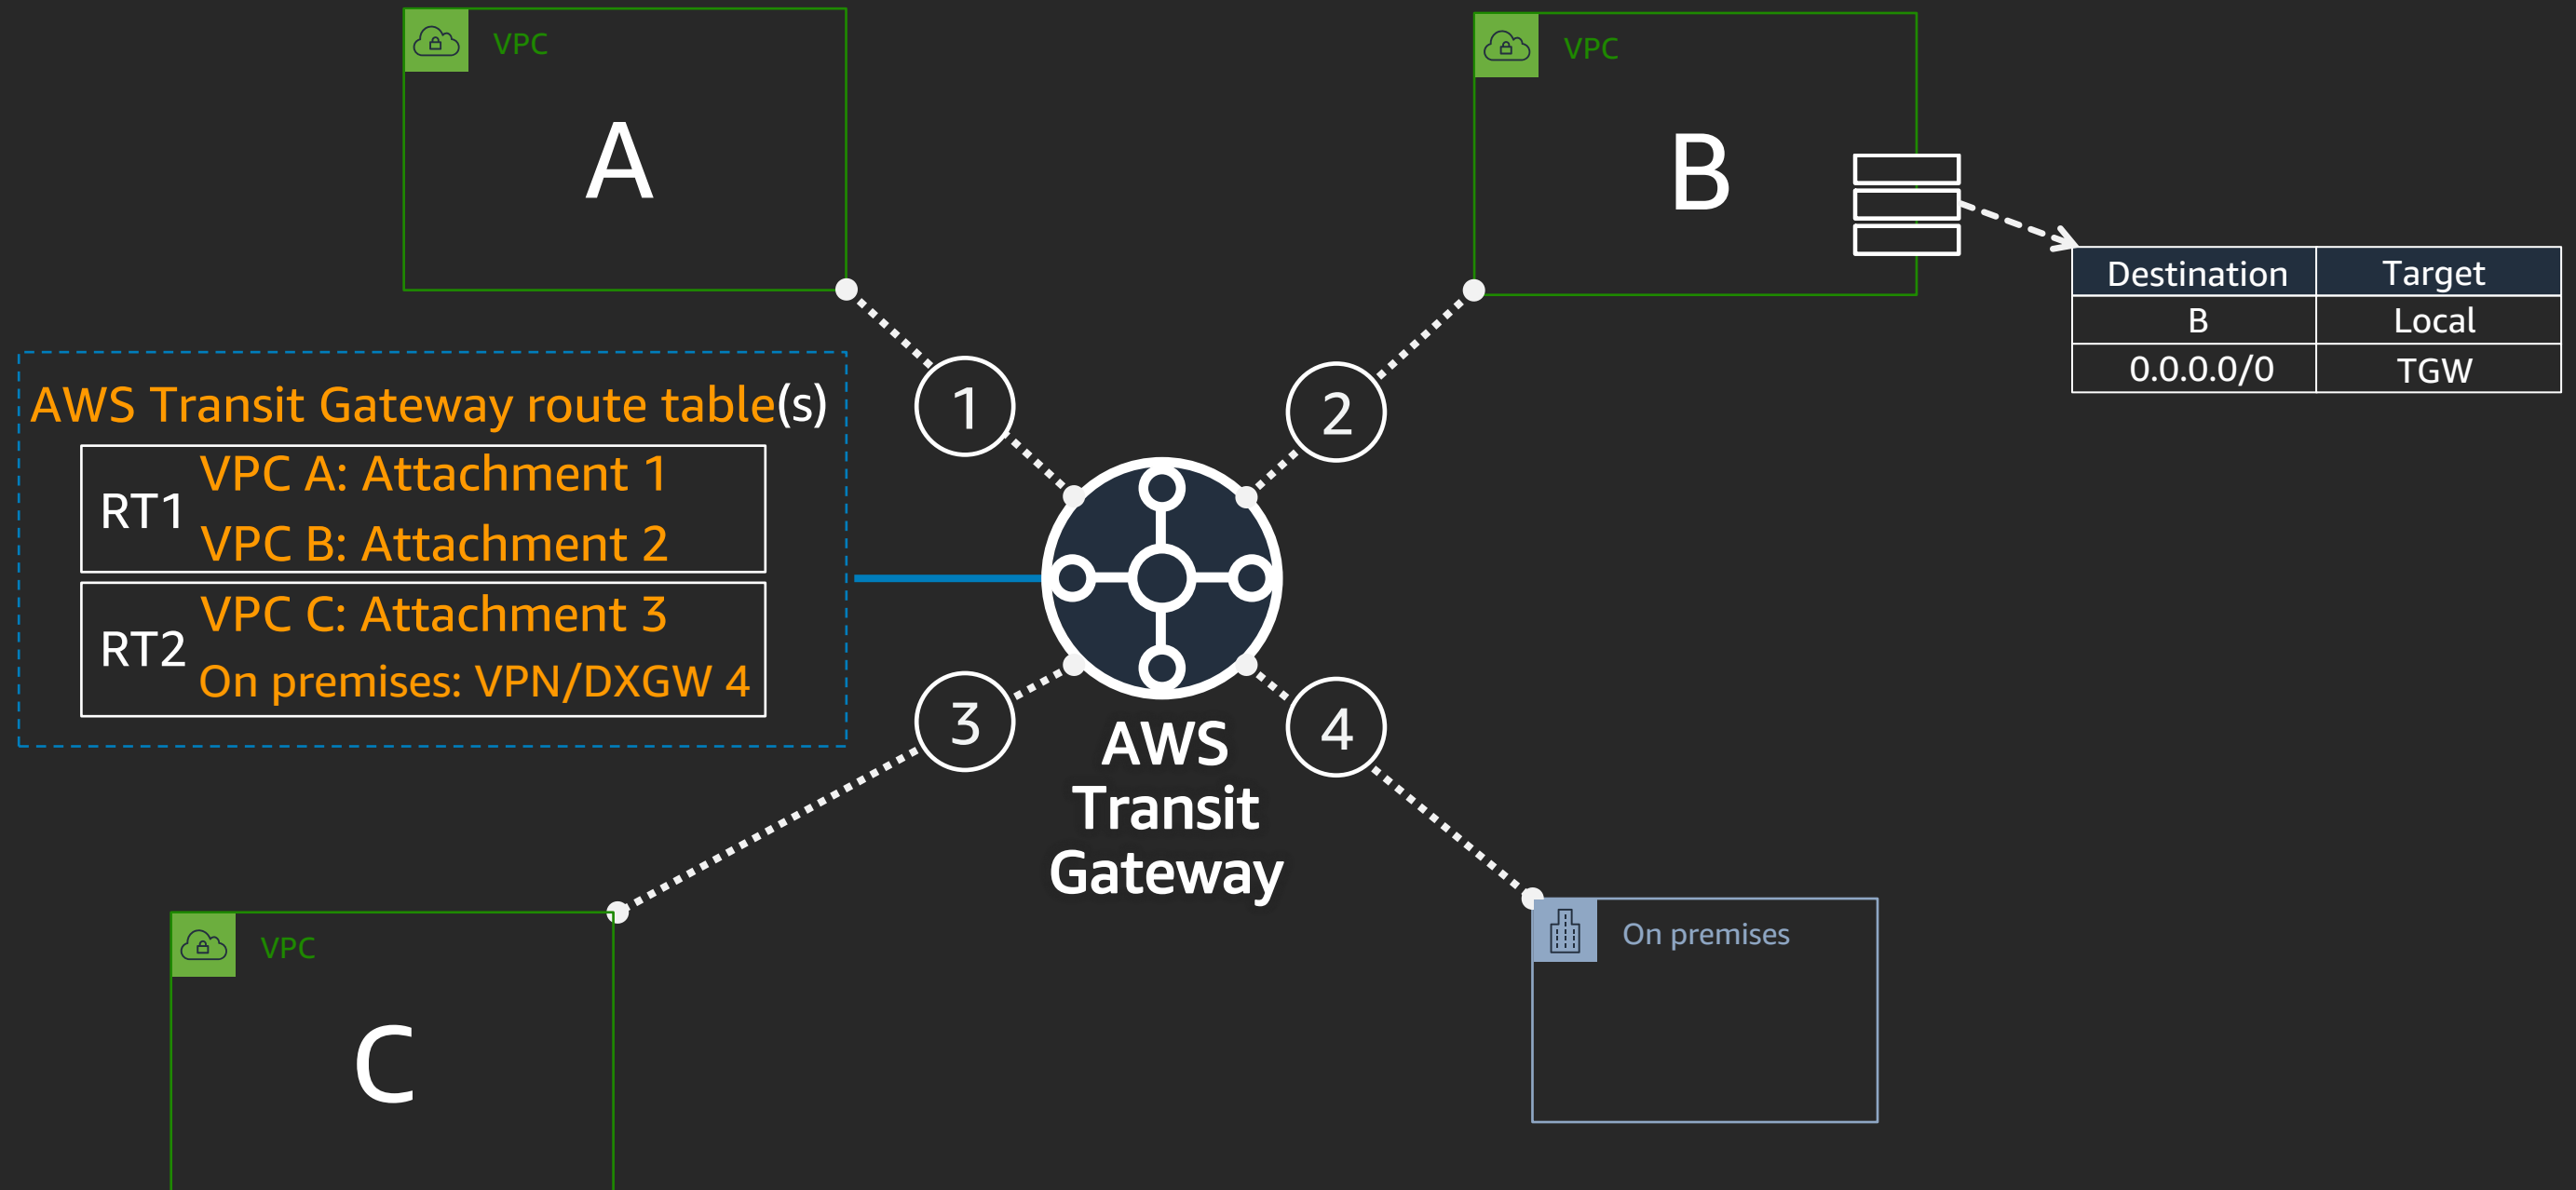 VPC
A
VPC
B
Destination Target
B Local
0.0.0.0/0 TGW
AWS Transit Gateway route table(s)
RT1
VPC A: Attachment 1
VPC B: Attachment 2
RT2
VPC C: Attachment 3
On premises: VPN/DXGW 4
1
2
3
4
AWS
Transit
Gateway
VPC
C
On premises